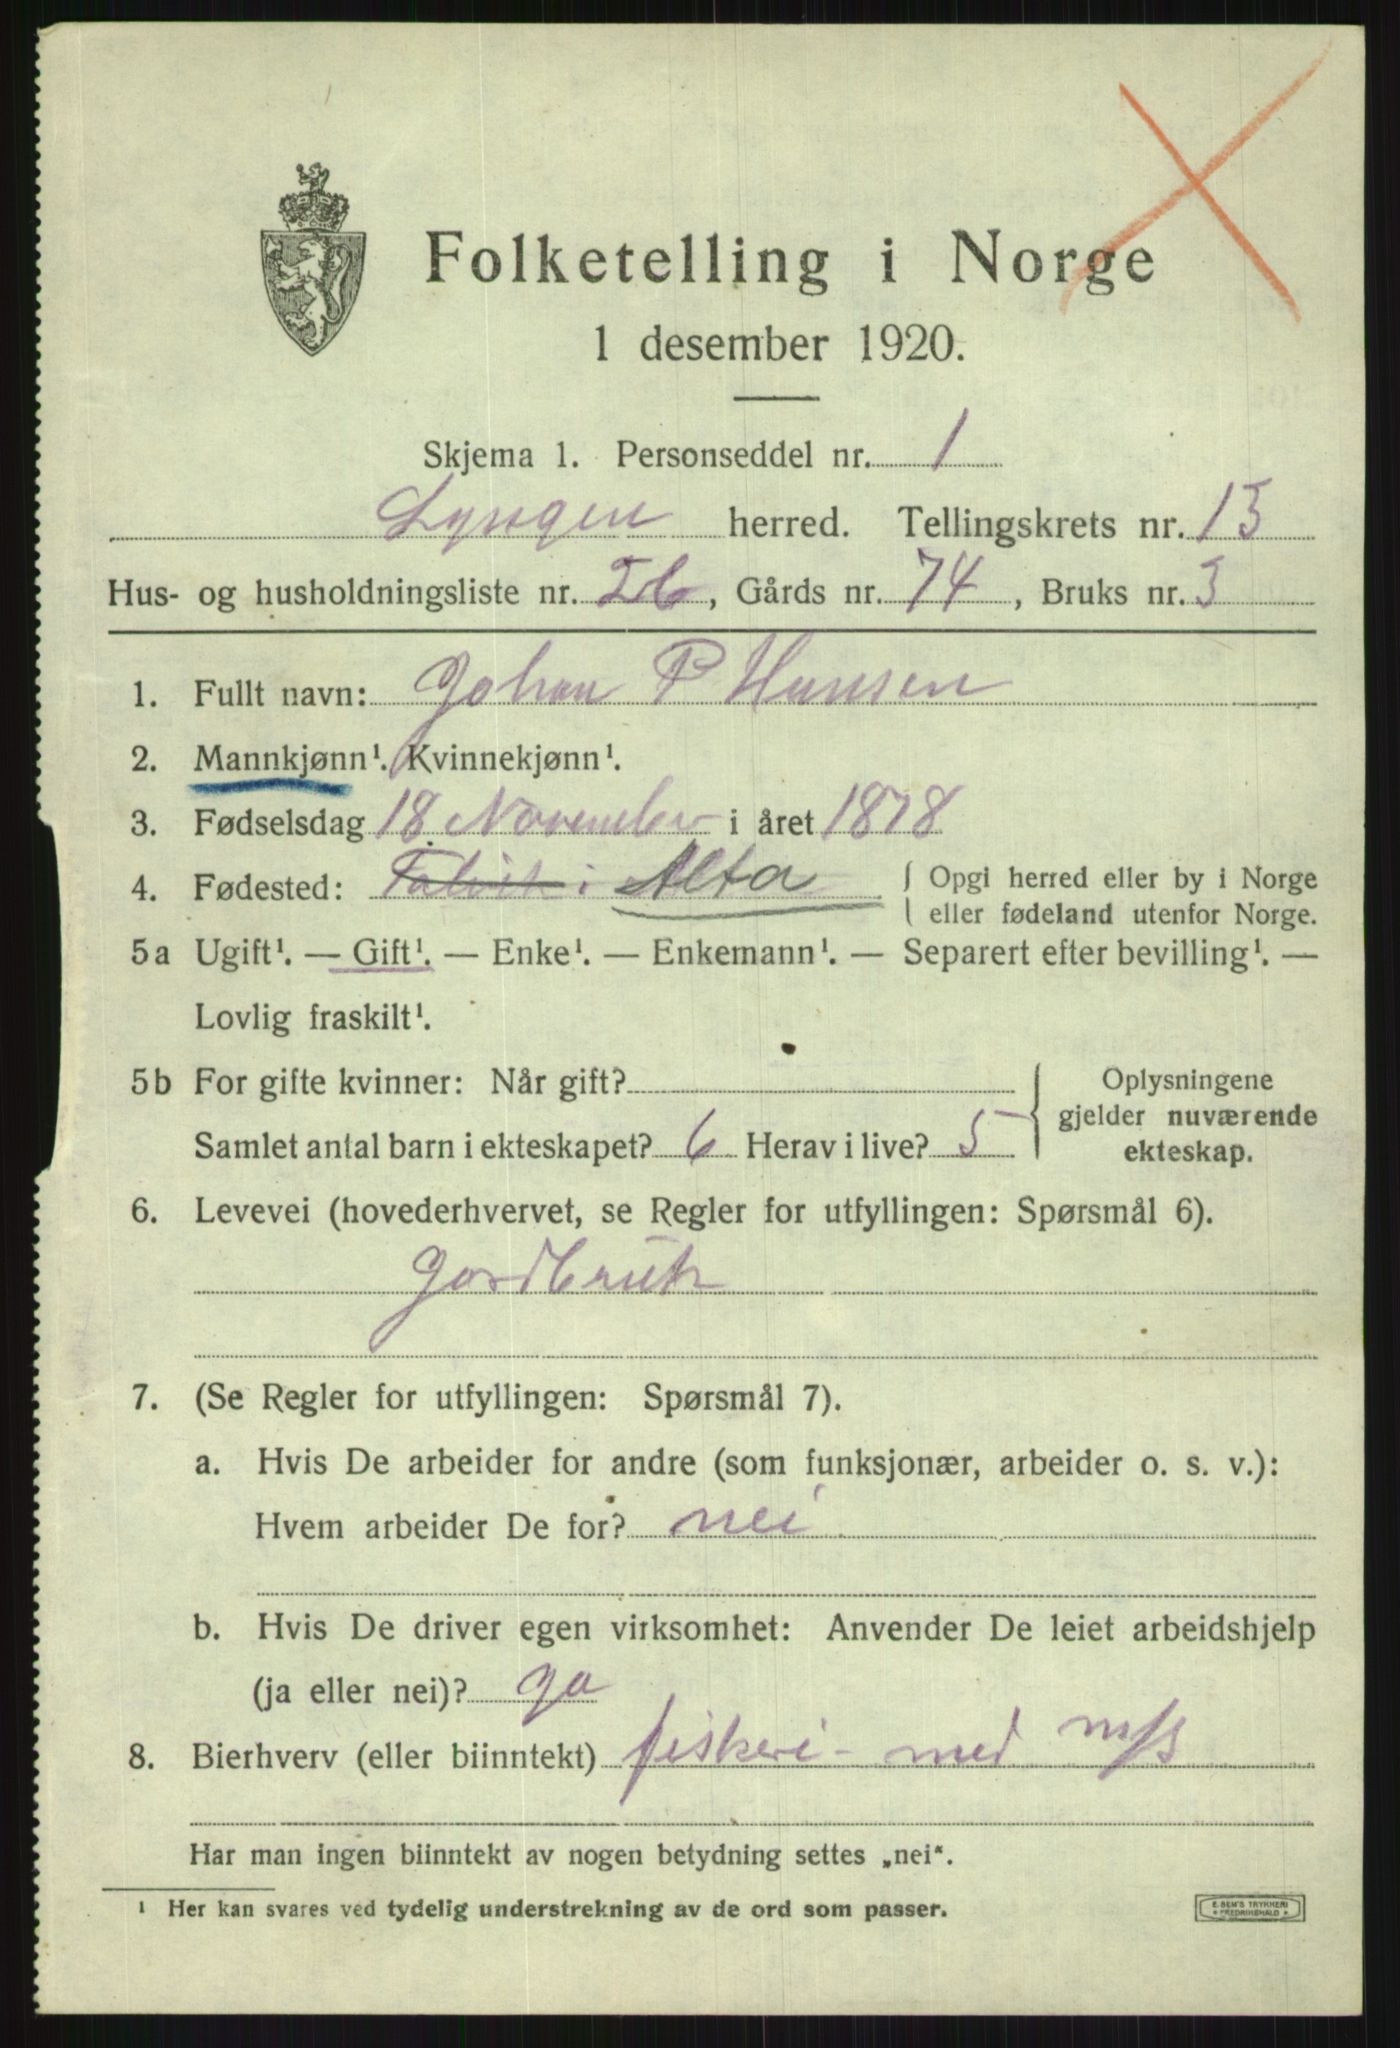 Folketelling i Norge
1 desember 1920.
Skjema 1. Personseddel nr. 1
Lyngen herred. Tellingskrets nr. 13
Hus- og husholdningsliste nr. 26, Gårds nr. 74, Bruks nr. 3
1. Fullt navn: Johan P Hansen
2. Mannkjønn¹. Kvinnekjønn¹.
3. Fødselsdag 18 November i året 1878
4. Fødested: Talvik i Alta { Opgi herred eller by i Norge
eller fødeland utenfor Norge.
5a Ugift¹. — Gift¹. — Enke¹. — Enkemann¹. — Separert efter bevilling¹. —
Lovlig fraskilt¹.
5b For gifte kvinner: Når gift?
Samlet antal barn i ekteskapet? 6 Herav i live? 5
} Oplysningene
gjelder nuværende
ekteskap.
6. Levevei (hovederhvervet, se Regler for utfyllingen: Spørsmål 6).
Gordbruk
7. (Se Regler for utfyllingen: Spørsmål 7).
a. Hvis De arbeider for andre (som funksjonær, arbeider o. s. v.):
Hvem arbeider De for? nei
b. Hvis De driver egen virksomhet: Anvender De leiet arbeidshjelp
(ja eller nei)? ja
8. Bierhverv (eller biinntekt) fiskeri - med m/s
Har man ingen biinntekt av nogen betydning settes „nei“.
¹ Her kan svares ved tydelig understrekning av de ord som passer.
E. SEM'S TRYKKERI
FREDRIKSHALD